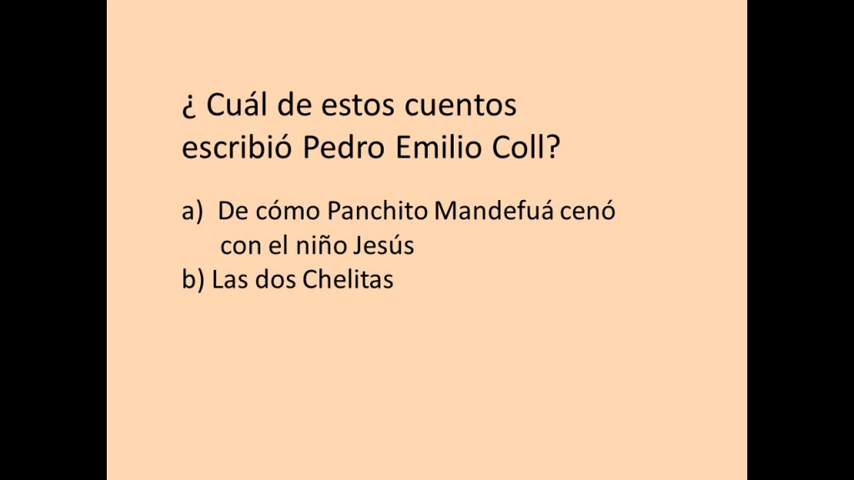 ¿ Cuál de estos cuentos
escribió Pedro Emilio Coll?
a) De cómo Panchito Mandefuá cenó
con el niño Jesús
b) Las dos Chelitas